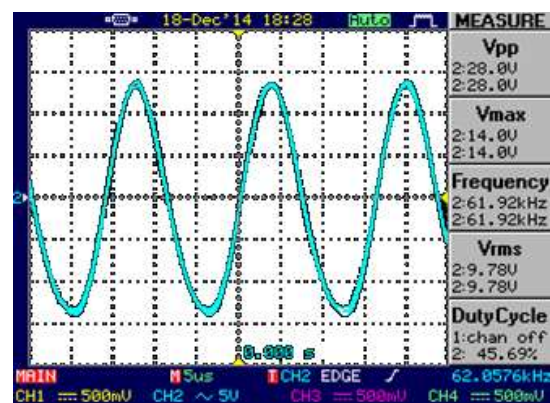 18-Dec'14 18:28 Auto MEASURE
Vpp
2:28.0V
2:28.0V
Vmax
2:14.0V
2:14.0V
Frequency
2:61.92kHz
2:61.92kHz
Vrms
2:9.78V
2:9.78V
DutyCycle
1:chan off
2: 45.69%
2
0.000 s
MAIN M 5us T CH2 EDGE 62.0576kHz
CH1 500mV CH2 ~ 5V CH3 500mV CH4 500mV